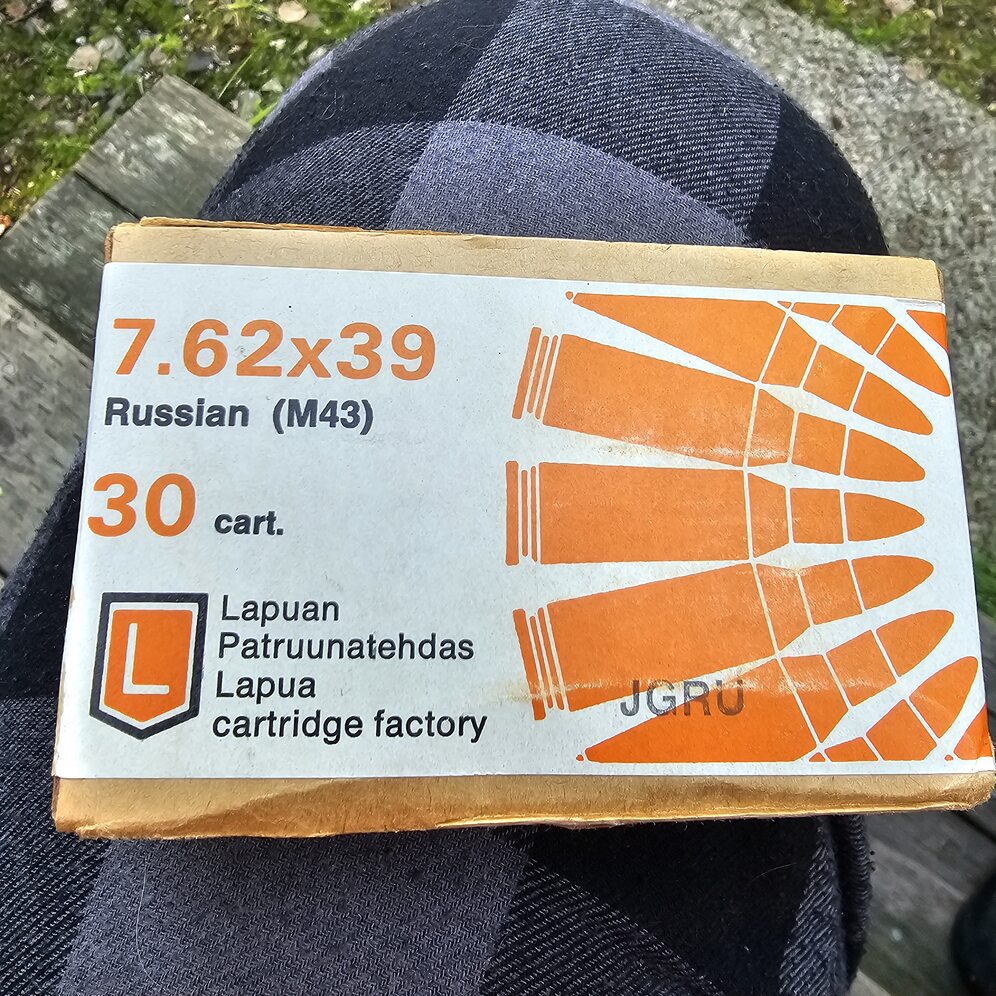 7.62x39
Russian (M43)
30 cart.
L
Lapuan
Patruunatehdas
Lapua
cartridge factory
JGRU